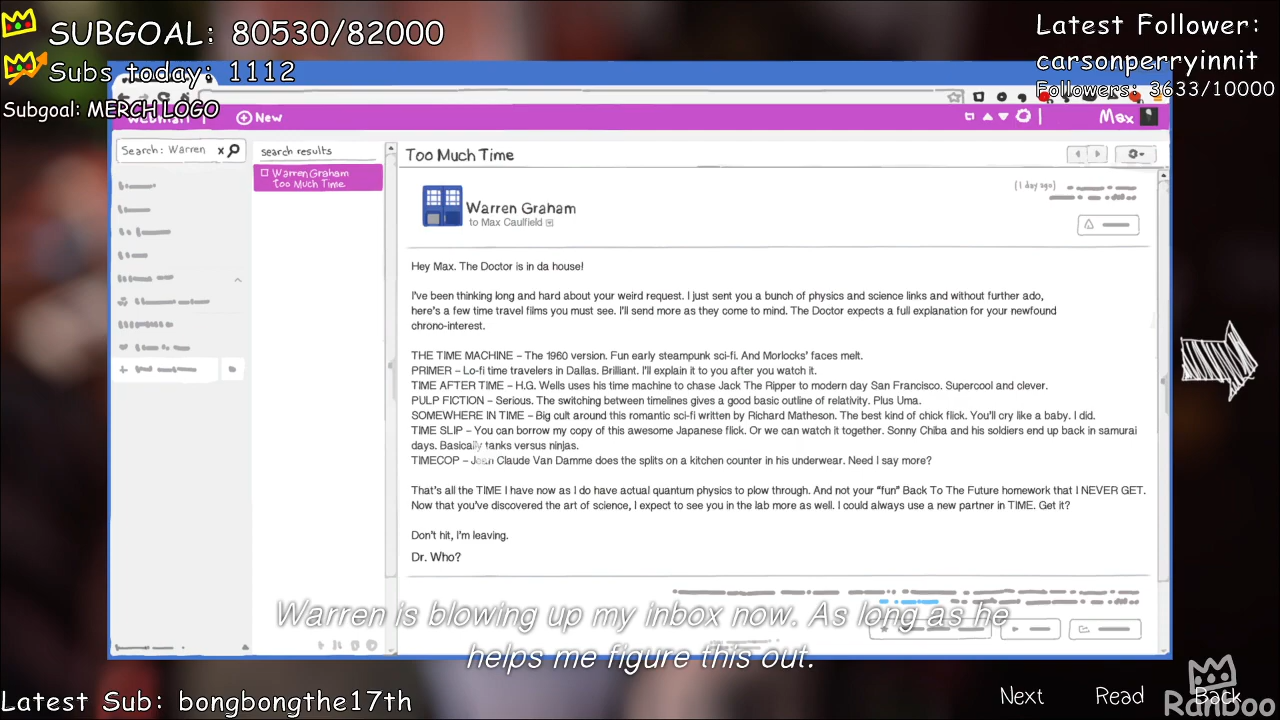 SUBGOAL: 80530/82000
Subs today: 1112
Subgoal: MERCH LOGO
Latest Follower:
carsonperryinnit
Followers: 3633/10000
New
Max
Search: Warren x
search results
Warren Graham
Too Much Time
Too Much Time
(1 day ago)
Warren Graham
to Max Caulfield
Hey Max. The Doctor is in da house!
I've been thinking long and hard about your weird request. I just sent you a bunch of physics and science links and without further ado,
here's a few time travel films you must see. I'll send more as they come to mind. The Doctor expects a full explanation for your newfound
chrono-interest.
THE TIME MACHINE – The 1960 version. Fun early steampunk sci-fi. And Morlocks' faces melt.
PRIMER – Lo-fi time travelers in Dallas. Brilliant. I'll explain it to you after you watch it.
TIME AFTER TIME – H.G. Wells uses his time machine to chase Jack The Ripper to modern day San Francisco. Supercool and clever.
PULP FICTION – Serious. The switching between timelines gives a good basic outline of relativity. Plus Uma.
SOMEWHERE IN TIME – Big cult around this romantic sci-fi written by Richard Matheson. The best kind of chick flick. You'll cry like a baby. I did.
TIME SLIP – You can borrow my copy of this awesome Japanese flick. Or we can watch it together. Sonny Chiba and his soldiers end up back in samurai
days. Basically tanks versus ninjas.
TIMECOP – Jean Claude Van Damme does the splits on a kitchen counter in his underwear. Need I say more?
That's all the TIME I have now as I do have actual quantum physics to plow through. And not your "fun" Back To The Future homework that I NEVER GET.
Now that you've discovered the art of science, I expect to see you in the lab more as well. I could always use a new partner in TIME. Get it?
Don't hit, I'm leaving.
Dr. Who?
Warren is blowing up my inbox now. As long as he
helps me figure this out.
Latest Sub: bongbongthe17th
Next
Read
Back
Ranboo